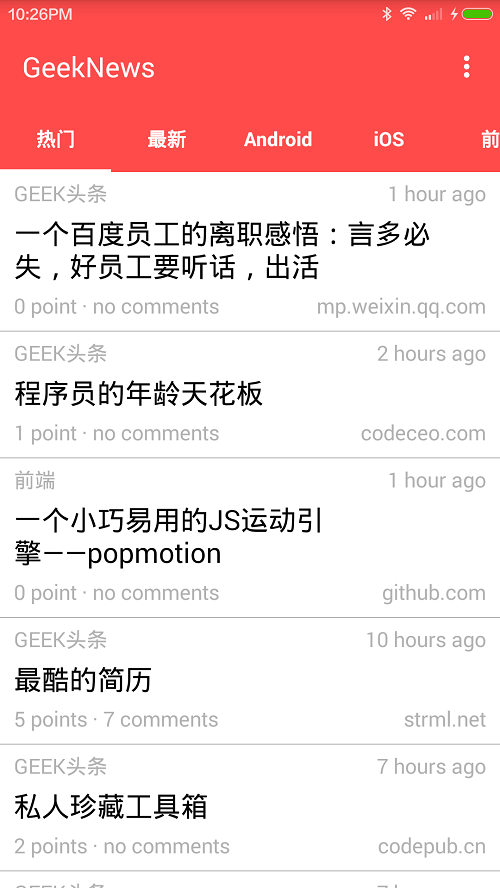 10:26PM
GeekNews
热门 最新 Android iOS 前
GEEK头条 1 hour ago
一个百度员工的离职感悟：言多必
失，好员工要听话，出活
0 point · no comments mp.weixin.qq.com
GEEK头条 2 hours ago
程序员的年龄天花板
1 point · no comments codeceo.com
前端 1 hour ago
一个小巧易用的JS运动引
擎——popmotion
0 point · no comments github.com
GEEK头条 10 hours ago
最酷的简历
5 points · 7 comments strml.net
GEEK头条 7 hours ago
私人珍藏工具箱
2 points · no comments codepub.cn